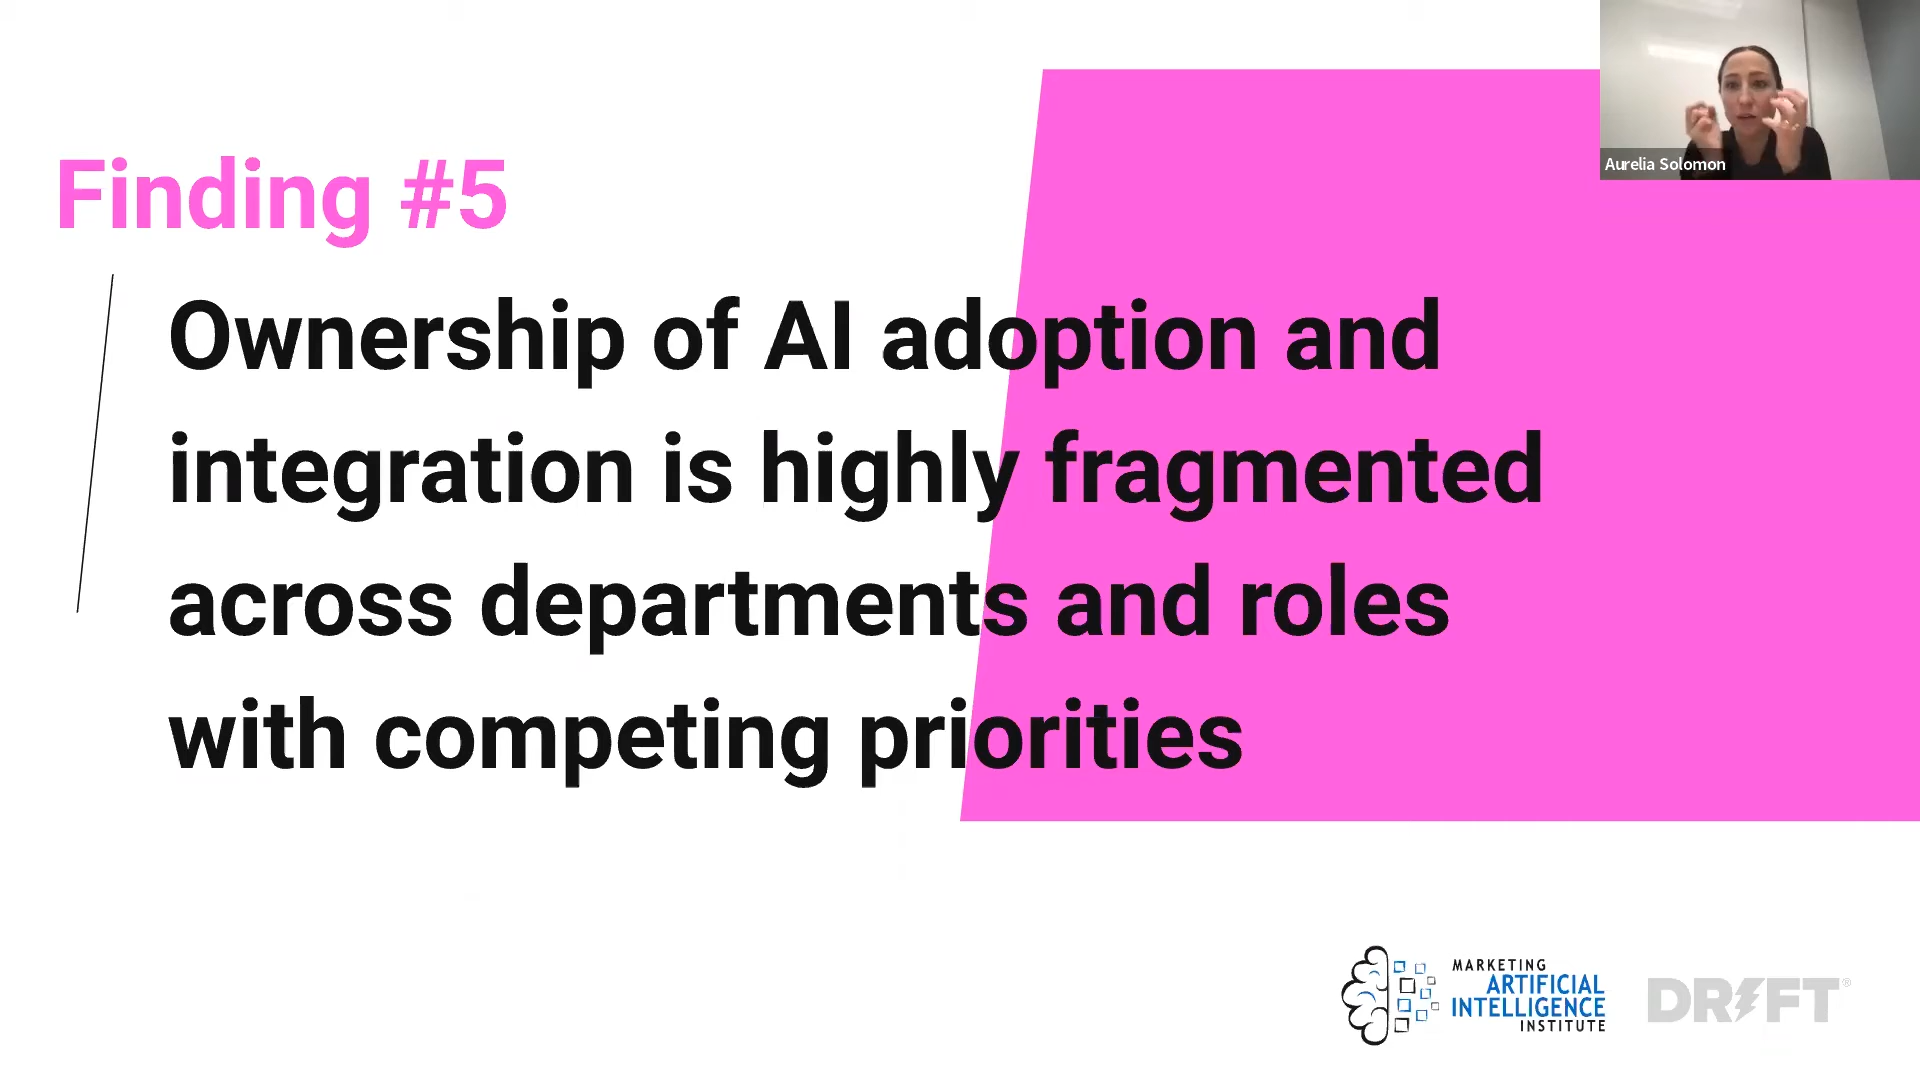 Aurelia Solomon
Finding #5
Ownership of AI adoption and
integration is highly fragmented
across departments and roles
with competing priorities
MARKETING
ARTIFICIAL
INTELLIGENCE
INSTITUTE
DRIFT®